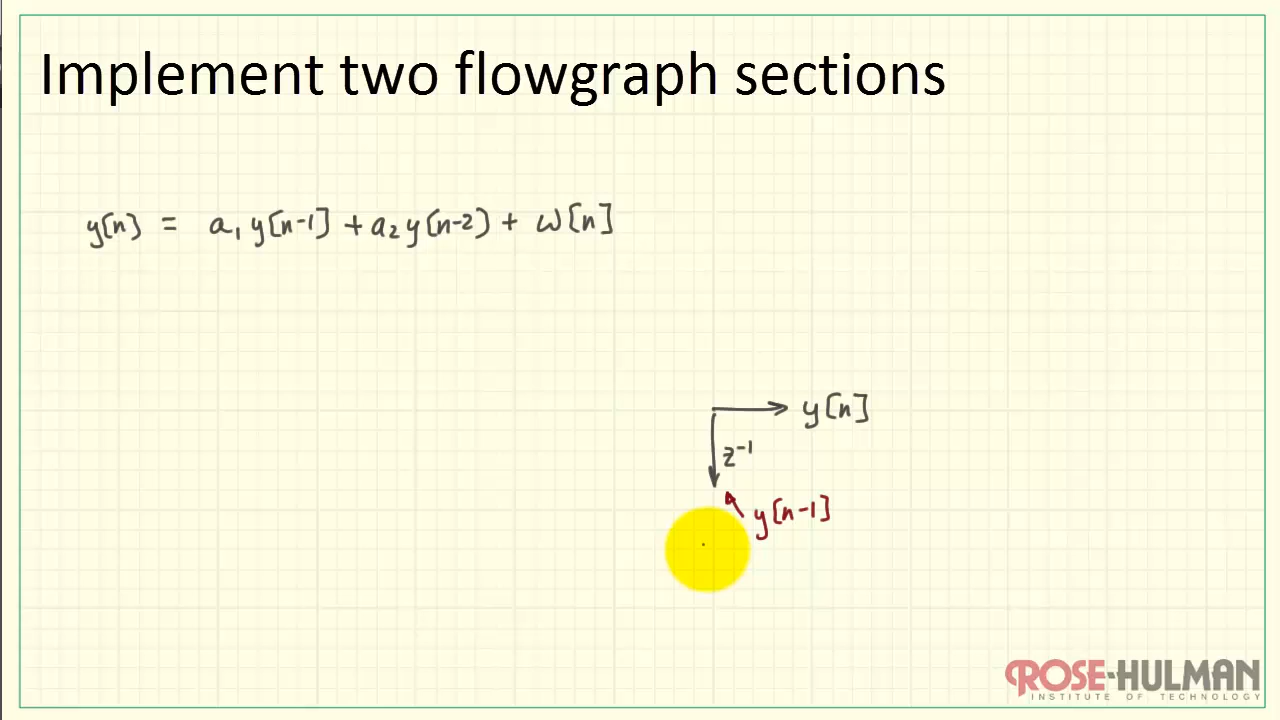 Implement two flowgraph sections
y[n] = a₁ y[n-1] + a₂ y[n-2] + w[n]
y[n]
z⁻¹
y[n-1]
ROSE-HULMAN
INSTITUTE OF TECHNOLOGY